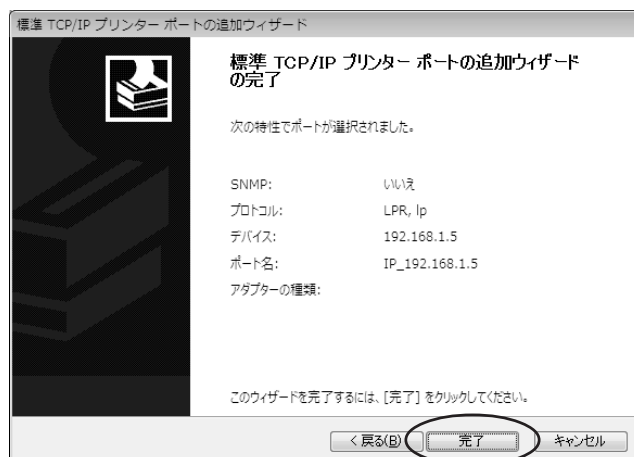 標準 TCP/IP プリンター ポートの追加ウィザード
標準 TCP/IP プリンター ポートの追加ウィザード
の完了
次の特性でポートが選択されました。
SNMP: いいえ
プロトコル: LPR, lp
デバイス: 192.168.1.5
ポート名: IP_192.168.1.5
アダプターの種類:
このウィザードを完了するには、[完了] をクリックしてください。
< 戻る(B) 完了 キャンセル